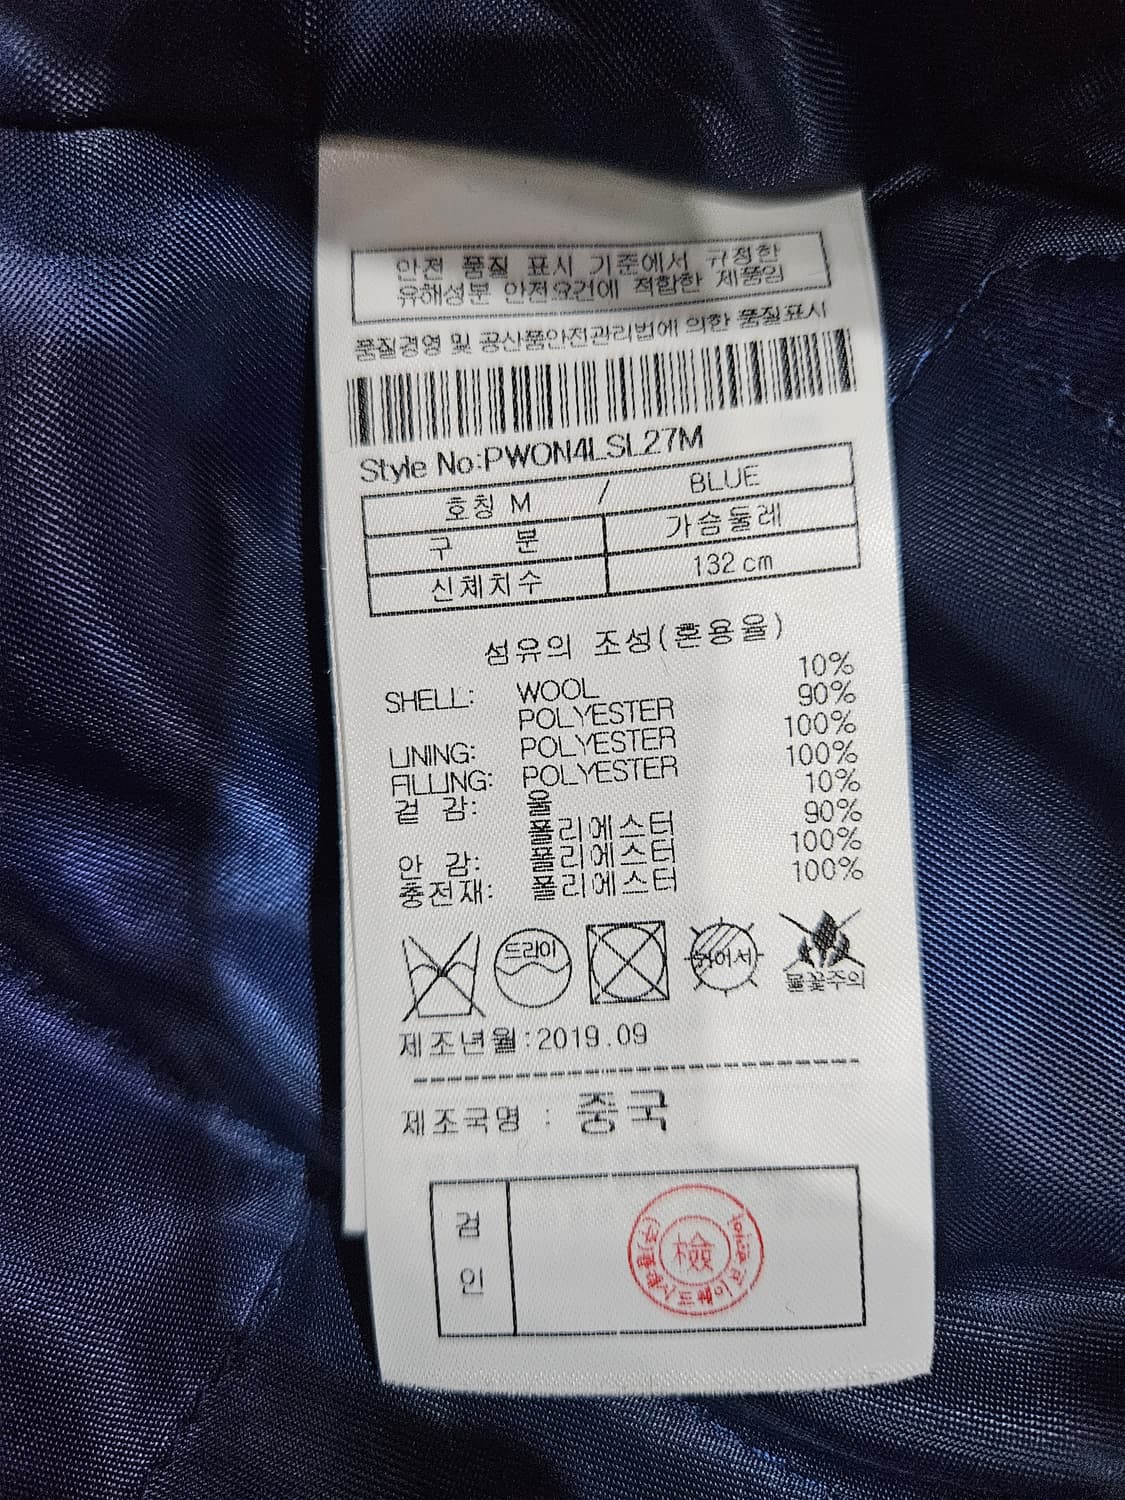 안전 품질 표시 기준에서 규정한
유해성분 안전요건에 적합한 제품임
품질경영 및 공산품안전관리법에 의한 품질표시
Style No:PWON4LSL27M
호칭 M / BLUE
구 분 가슴둘레
신체치수 132 cm
섬유의 조성(혼용율)
SHELL: WOOL 10%
POLYESTER 90%
LINING: POLYESTER 100%
FILLING: POLYESTER 100%
겉 감: 울 10%
폴리에스터 90%
안 감: 폴리에스터 100%
충전재: 폴리에스터 100%
드라이
뉘어서
불꽃주의
제조년월:2019.09
제조국명 : 중국
검
인
檢